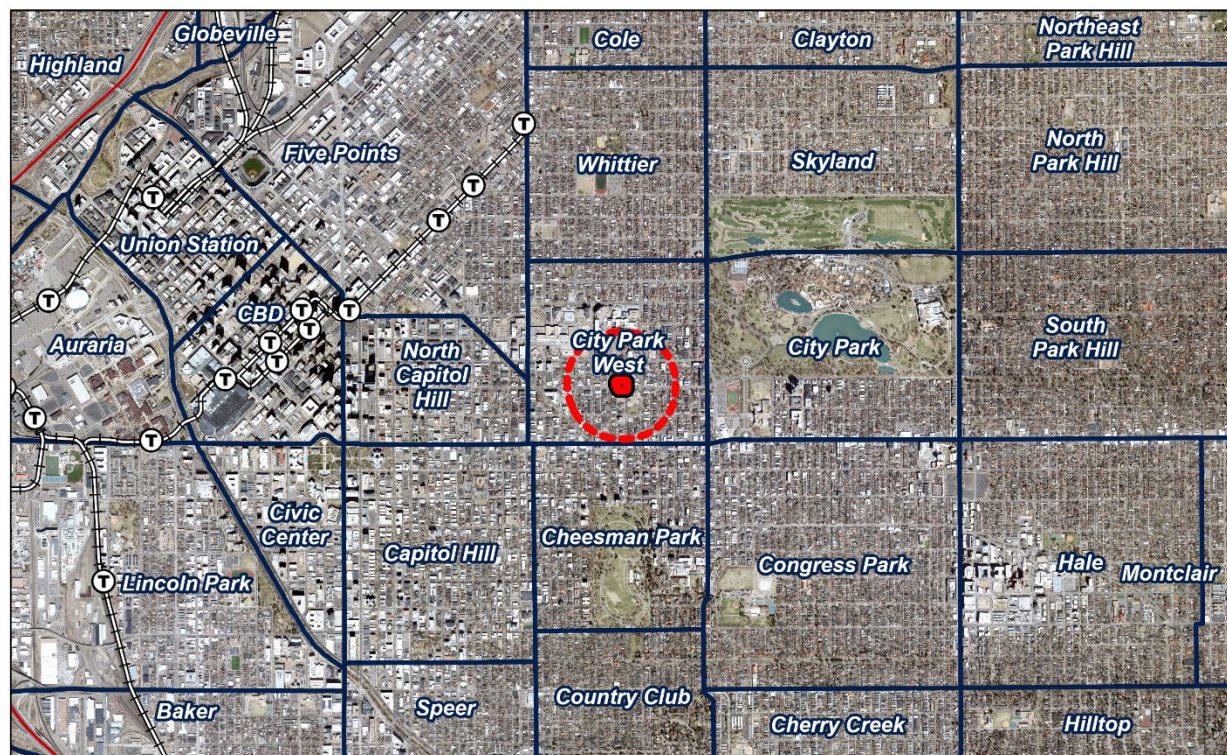 Globeville
Highland
Cole
Clayton
Northeast
Park Hill
Five Points
Whittier
Skyland
North
Park Hill
Union Station
CBD
Auraria
North
Capitol
Hill
City Park
West
City Park
South
Park Hill
Civic
Center
Capitol Hill
Cheesman Park
Congress Park
Hale
Montclair
Lincoln Park
Baker
Speer
Country Club
Cherry Creek
Hilltop
T
T
T
T
T
T
T
T
T
T
T
T
T